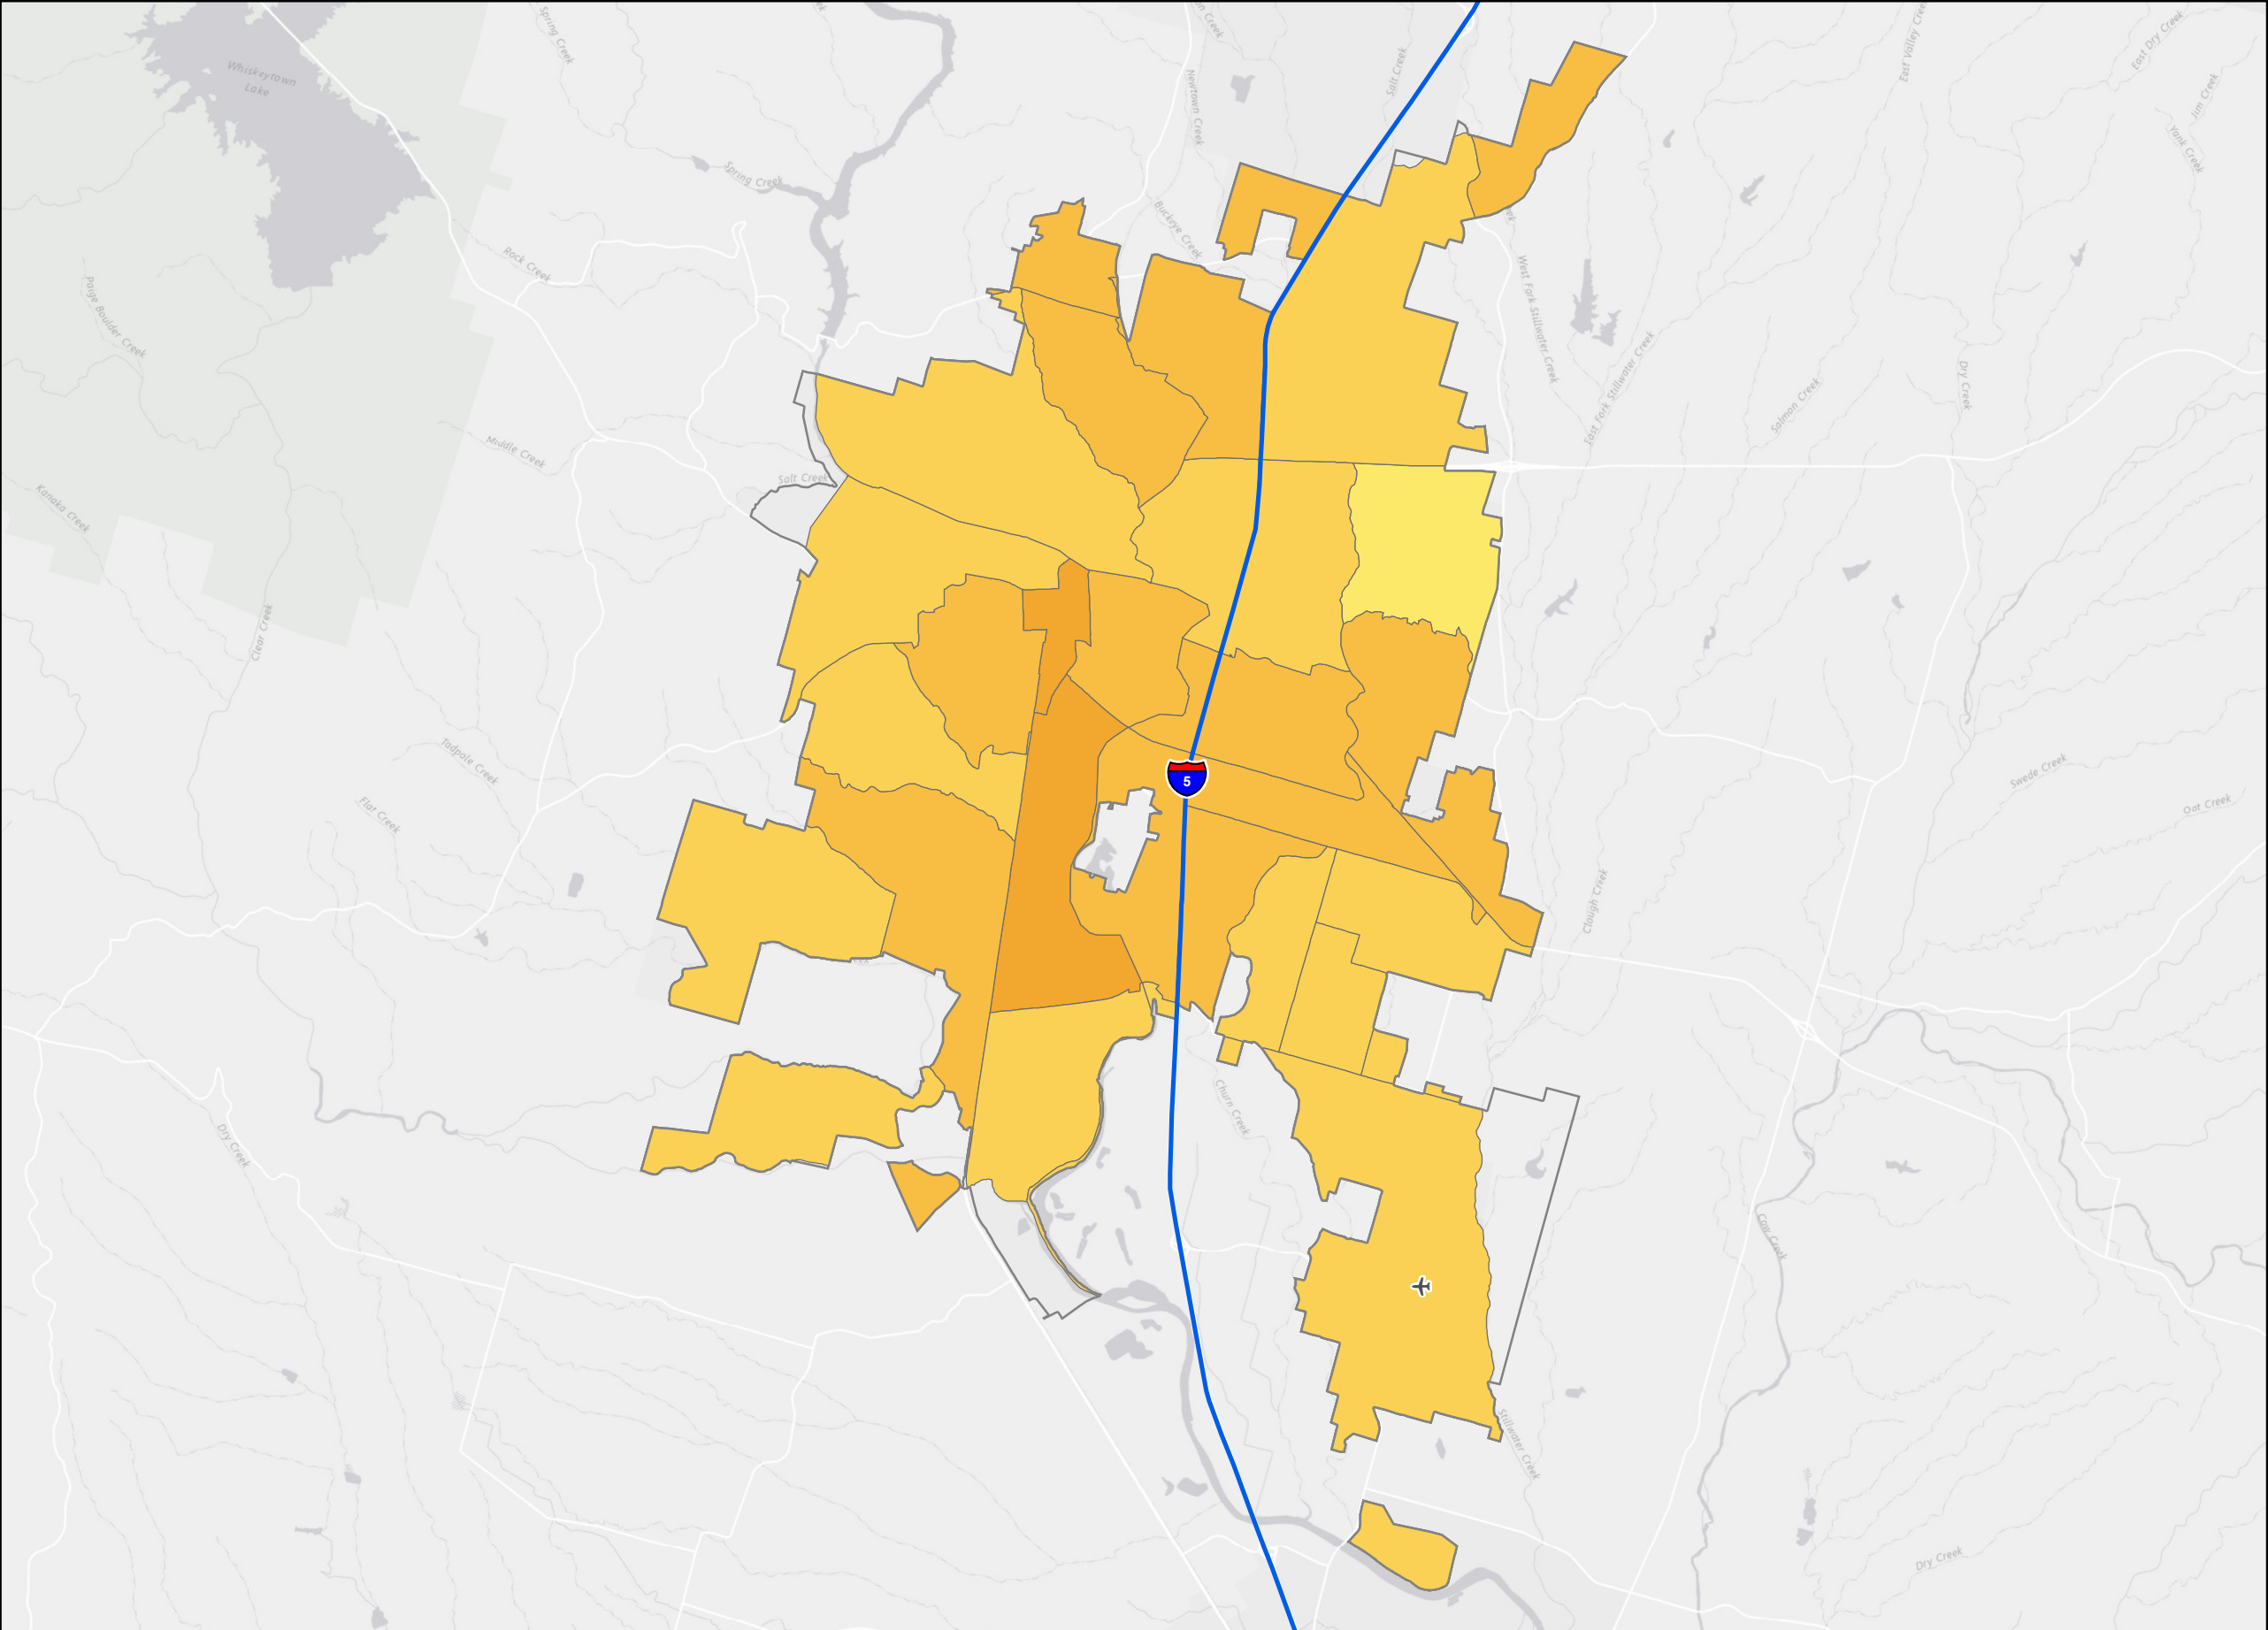 Spring Creek
Newtown Creek
Salt Creek
East Valley Cree
East Dry Creek
Jim Creek
Yank Creek
Whiskeytown
Lake
Spring Creek
Buckeye Creek
Rock Creek
West Fork Stillwater Creek
East Fork Stillwater Creek
Paige Boulder Creek
Salmon Creek
Dry Creek
Middle Creek
Salt Creek
Kanaka Creek
Clear Creek
Tadpole Creek
Flat Creek
5
Swede Creek
Oat Creek
Clough Creek
Churn Creek
Dry Creek
Cow Creek
Stillwater Creek
Dry Creek